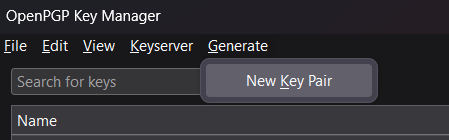 OpenPGP Key Manager
File Edit View Keyserver Generate
Search for keys
New Key Pair
Name